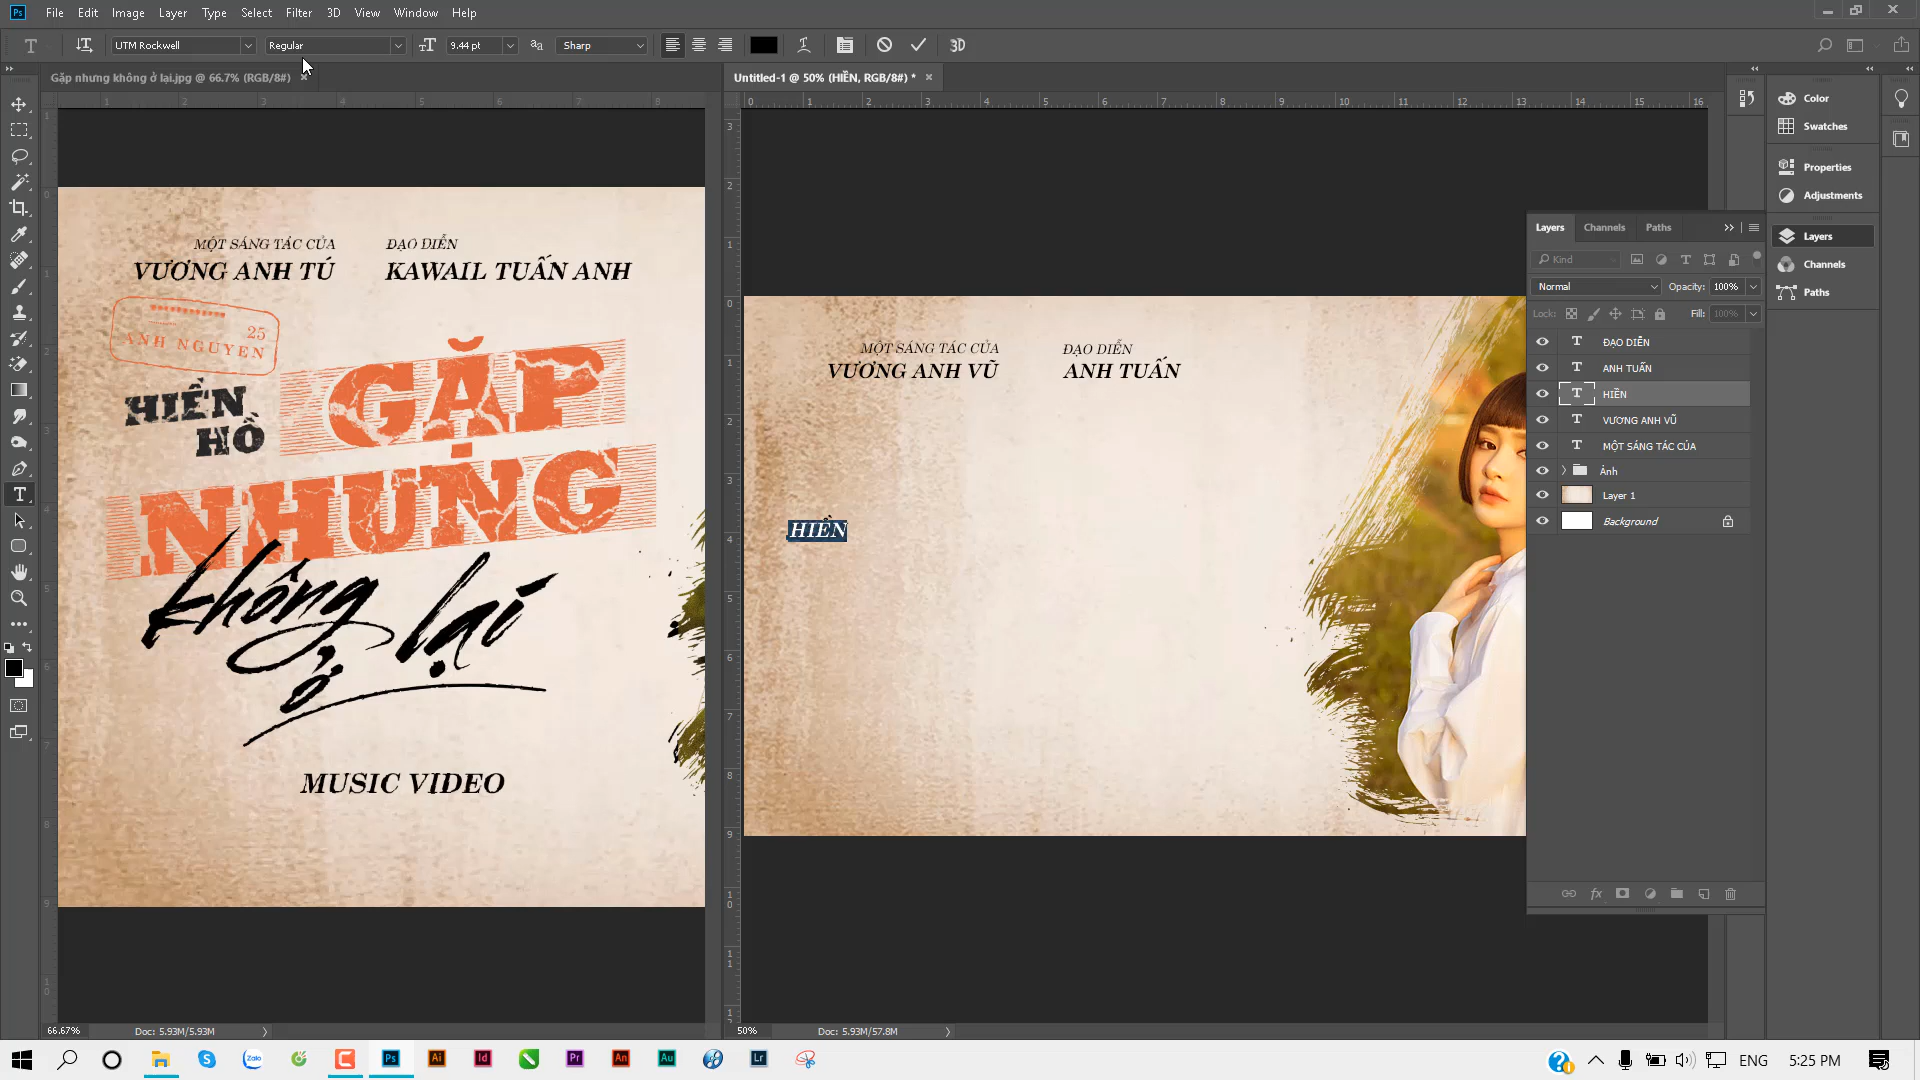 File Edit Image Layer Type Select Filter 3D View Window Help
UTM Rockwell Regular 9.44 pt Sharp 3D
Gặp nhưng không ở lại.jpg @ 66.7% (RGB/8#) ×
Untitled-1 @ 50% (HIỀN, RGB/8#) * ×
MỘT SÁNG TÁC CỦA
VƯƠNG ANH TÚ
ĐẠO DIỄN
KAWAIL TUẤN ANH
25
ANH NGUYEN
HIỀN
HỒ
GẶP
NHƯNG
không
ở
lại
MUSIC VIDEO
66.67% Doc: 5.93M/5.93M
MỘT SÁNG TÁC CỦA
VƯƠNG ANH VŨ
ĐẠO DIỄN
ANH TUẤN
HIỀN
50% Doc: 5.93M/57.8M
Layers Channels Paths
Kind
Normal Opacity: 100%
Lock: Fill: 100%
ĐẠO DIỄN
ANH TUẤN
HIỀN
VƯƠNG ANH VŨ
MỘT SÁNG TÁC CỦA
Ảnh
Layer 1
Background
Color
Swatches
Properties
Adjustments
Layers
Channels
Paths
ENG 5:25 PM